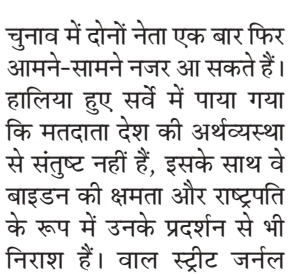 चुनाव में दोनों नेता एक बार फिर
आमने-सामने नजर आ सकते हैं।
हालिया हुए सर्वे में पाया गया
कि मतदाता देश की अर्थव्यस्था
से संतुष्ट नहीं हैं, इसके साथ वे
बाइडन की क्षमता और राष्ट्रपति
के रूप में उनके प्रदर्शन से भी
निराश हैं। वाल स्ट्रीट जर्नल